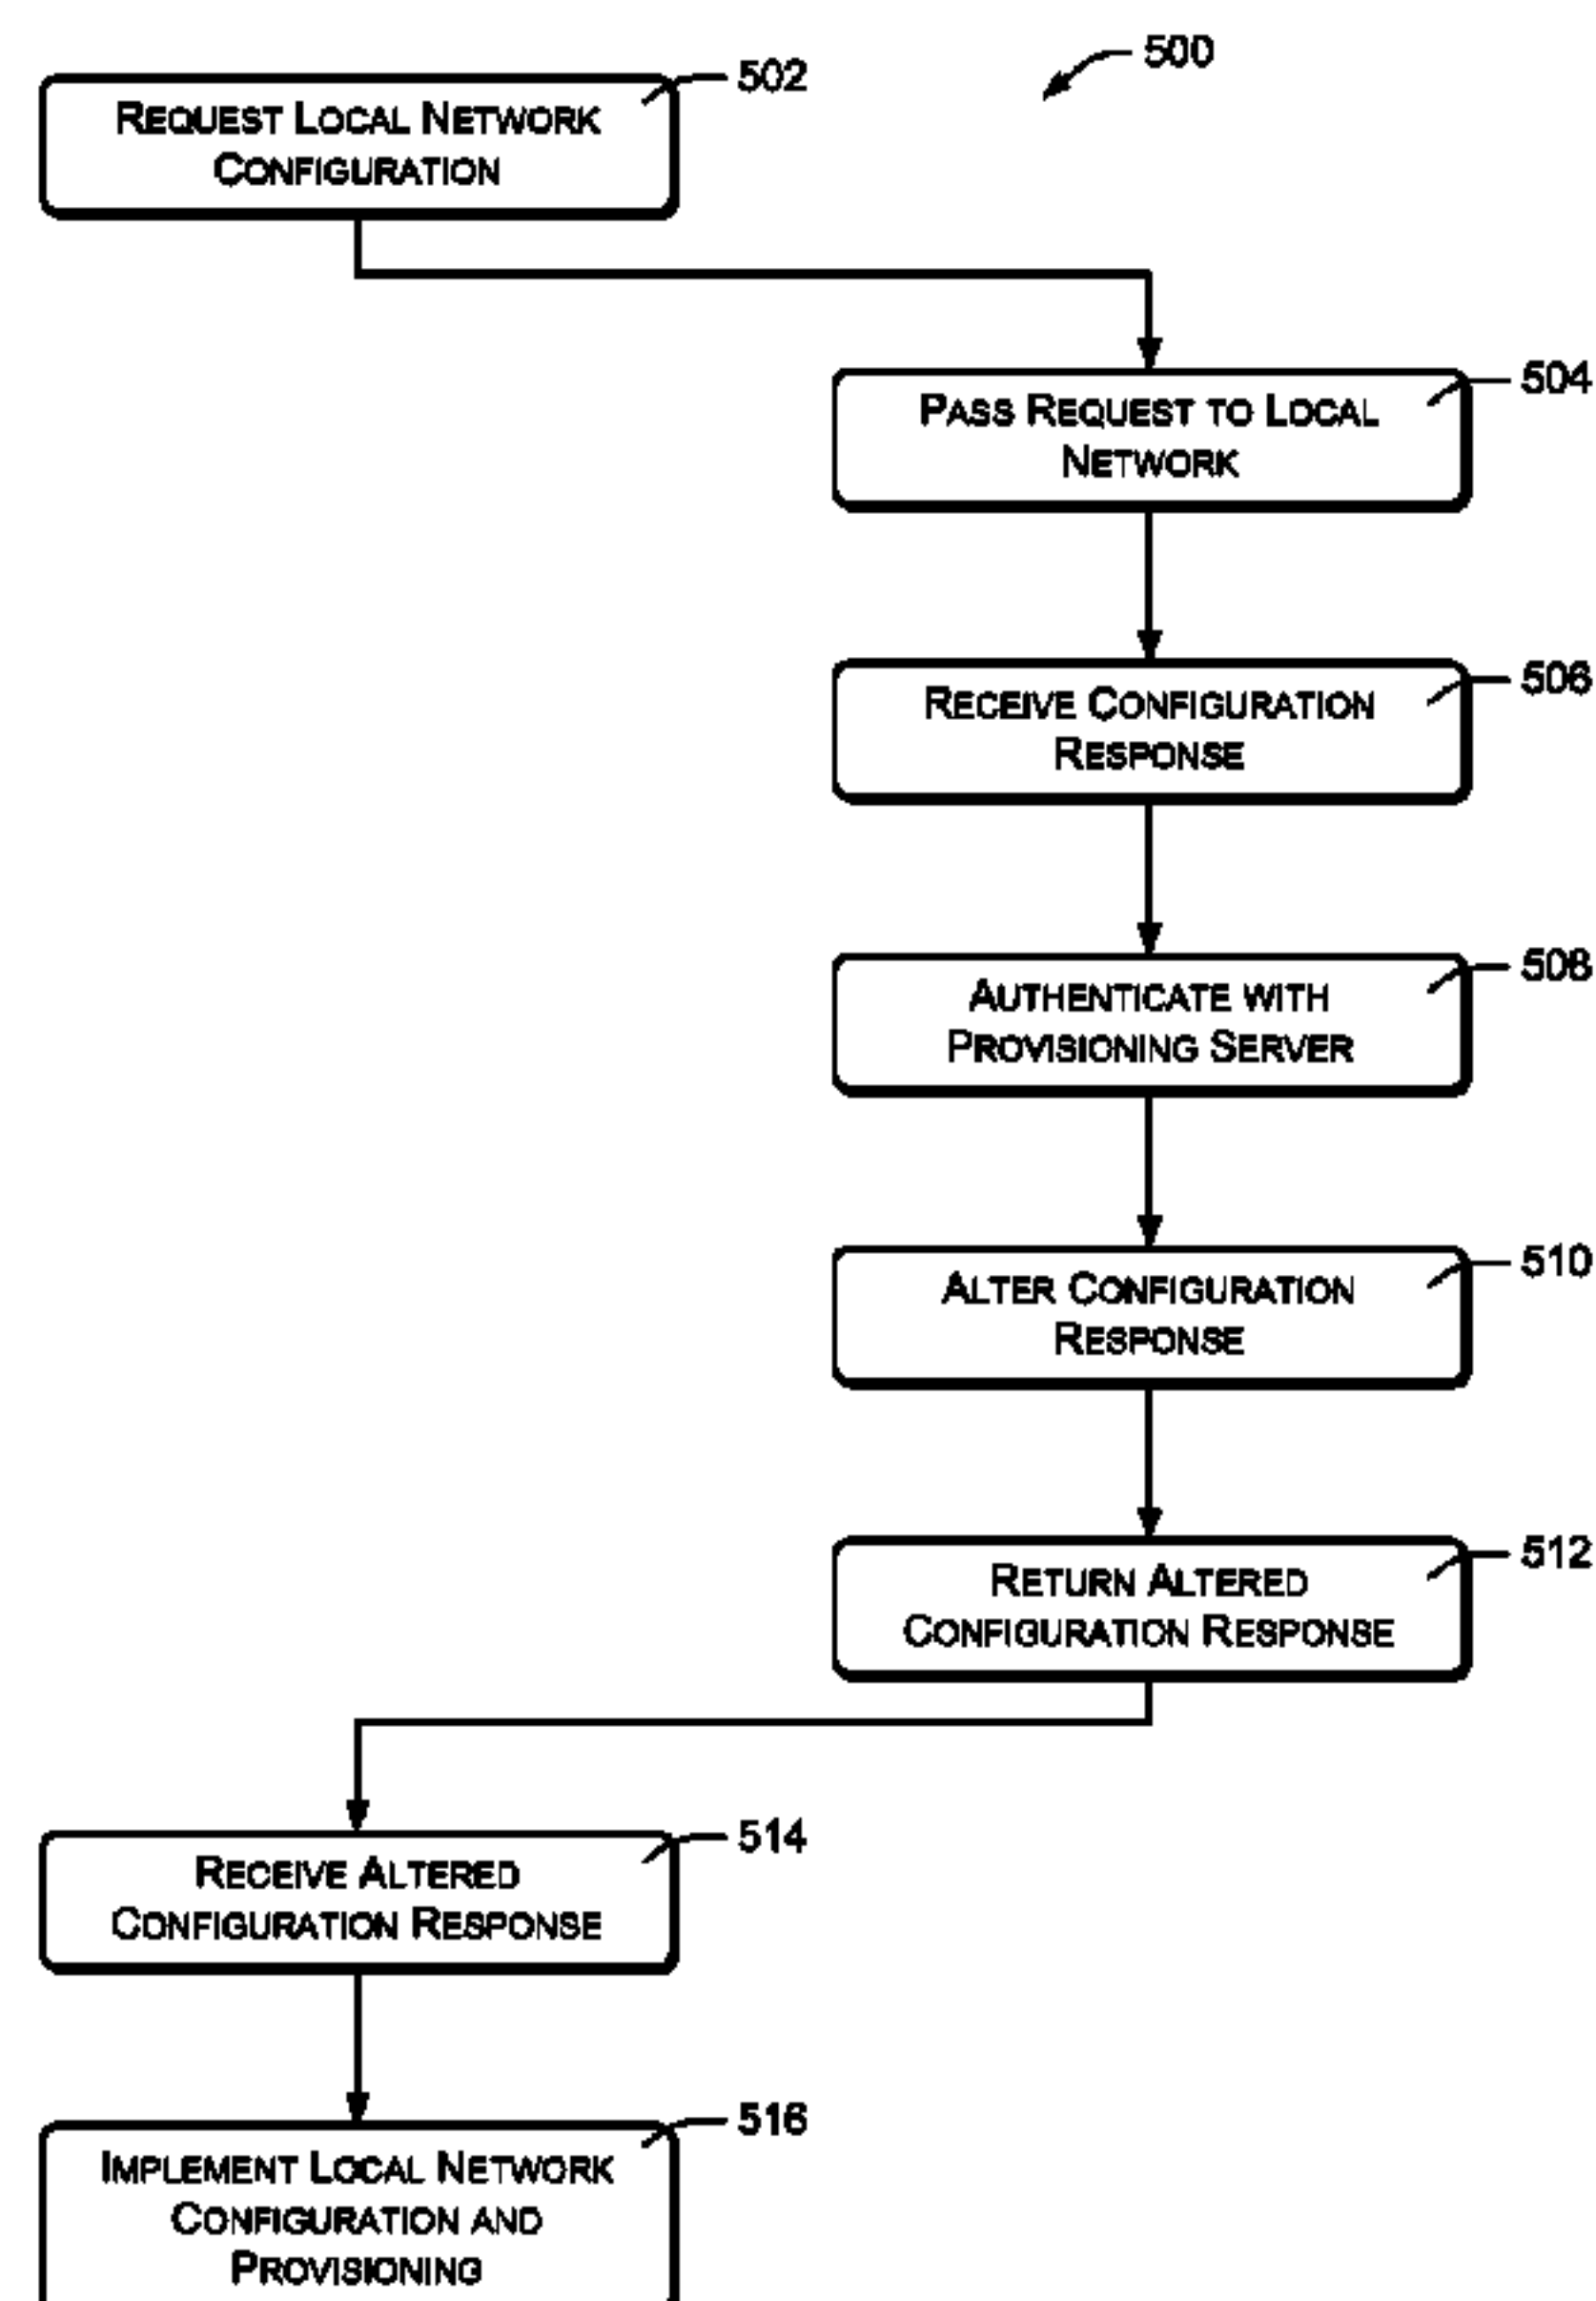 500
502
REQUEST LOCAL NETWORK
CONFIGURATION
504
PASS REQUEST TO LOCAL
NETWORK
506
RECEIVE CONFIGURATION
RESPONSE
508
AUTHENTICATE WITH
PROVISIONING SERVER
510
ALTER CONFIGURATION
RESPONSE
512
RETURN ALTERED
CONFIGURATION RESPONSE
514
RECEIVE ALTERED
CONFIGURATION RESPONSE
516
IMPLEMENT LOCAL NETWORK
CONFIGURATION AND
PROVISIONING